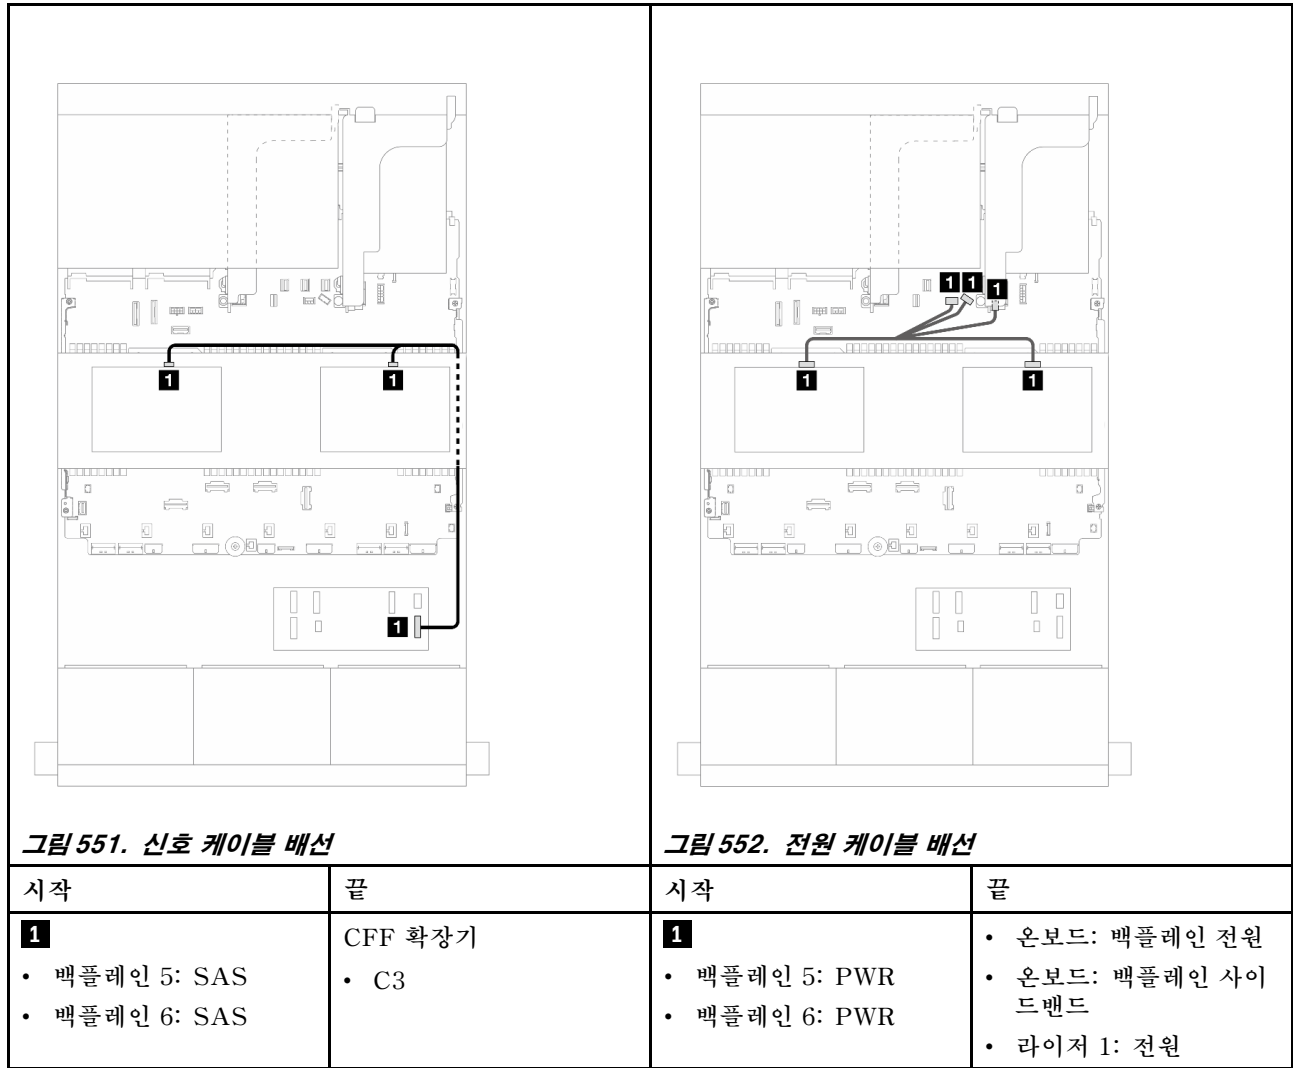 1
1
1
그림 551. 신호 케이블 배선
1
1
1
1
1
그림 552. 전원 케이블 배선
시작
끝
시작
끝
1
• 백플레인 5: SAS
• 백플레인 6: SAS
CFF 확장기
• C3
1
• 백플레인 5: PWR
• 백플레인 6: PWR
• 온보드: 백플레인 전원
• 온보드: 백플레인 사이
드밴드
• 라이저 1: 전원